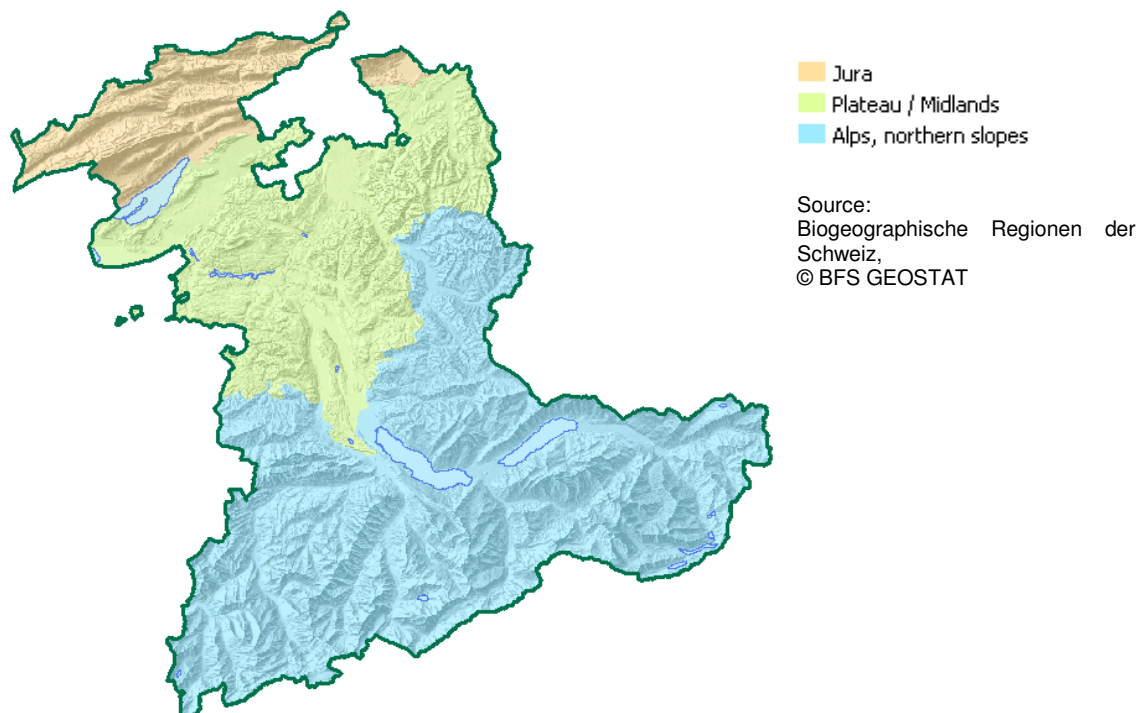 Jura
Plateau / Midlands
Alps, northern slopes
Source:
Biogeographische Regionen der
Schweiz,
© BFS GEOSTAT